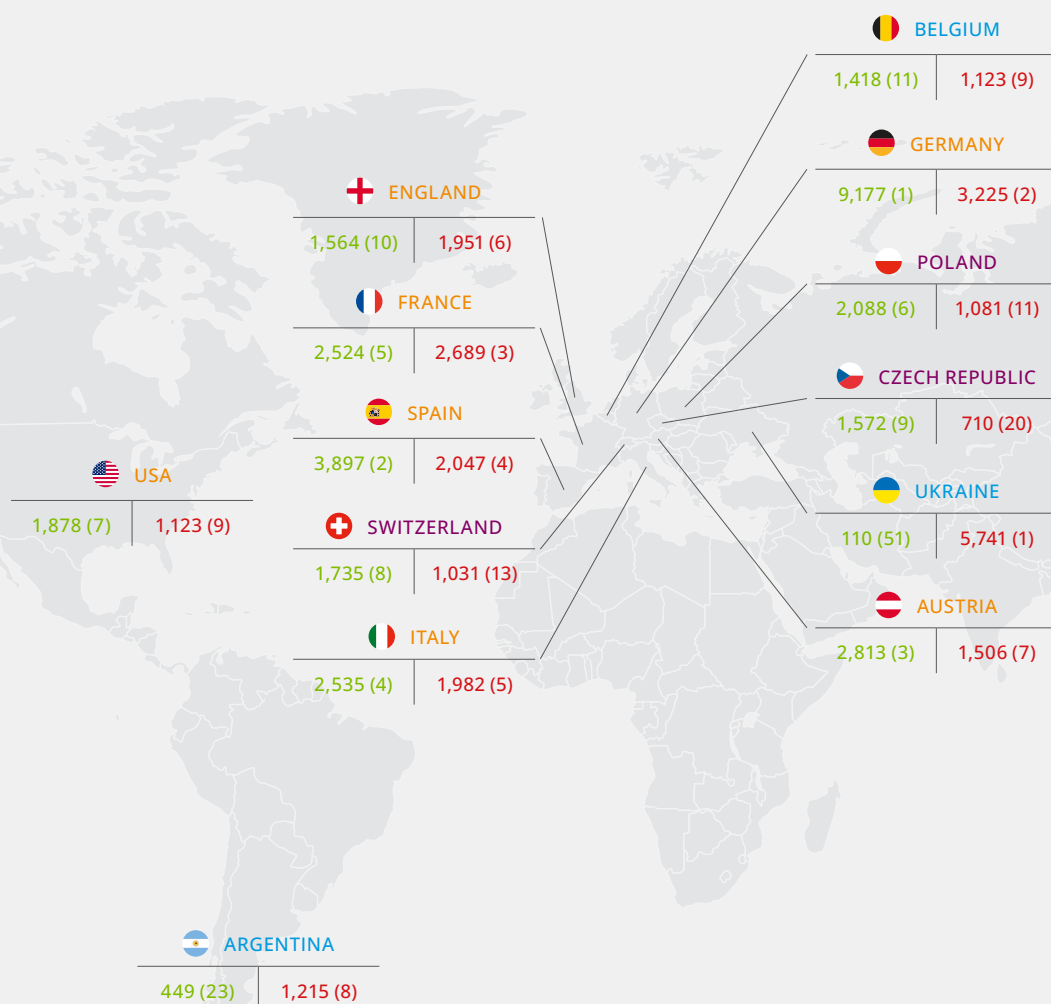 BELGIUM
1,418 (11) 1,123 (9)
GERMANY
9,177 (1) 3,225 (2)
ENGLAND
1,564 (10) 1,951 (6)
POLAND
2,088 (6) 1,081 (11)
FRANCE
2,524 (5) 2,689 (3)
CZECH REPUBLIC
1,572 (9) 710 (20)
SPAIN
3,897 (2) 2,047 (4)
USA
1,878 (7) 1,123 (9)
UKRAINE
110 (51) 5,741 (1)
SWITZERLAND
1,735 (8) 1,031 (13)
AUSTRIA
2,813 (3) 1,506 (7)
ITALY
2,535 (4) 1,982 (5)
ARGENTINA
449 (23) 1,215 (8)